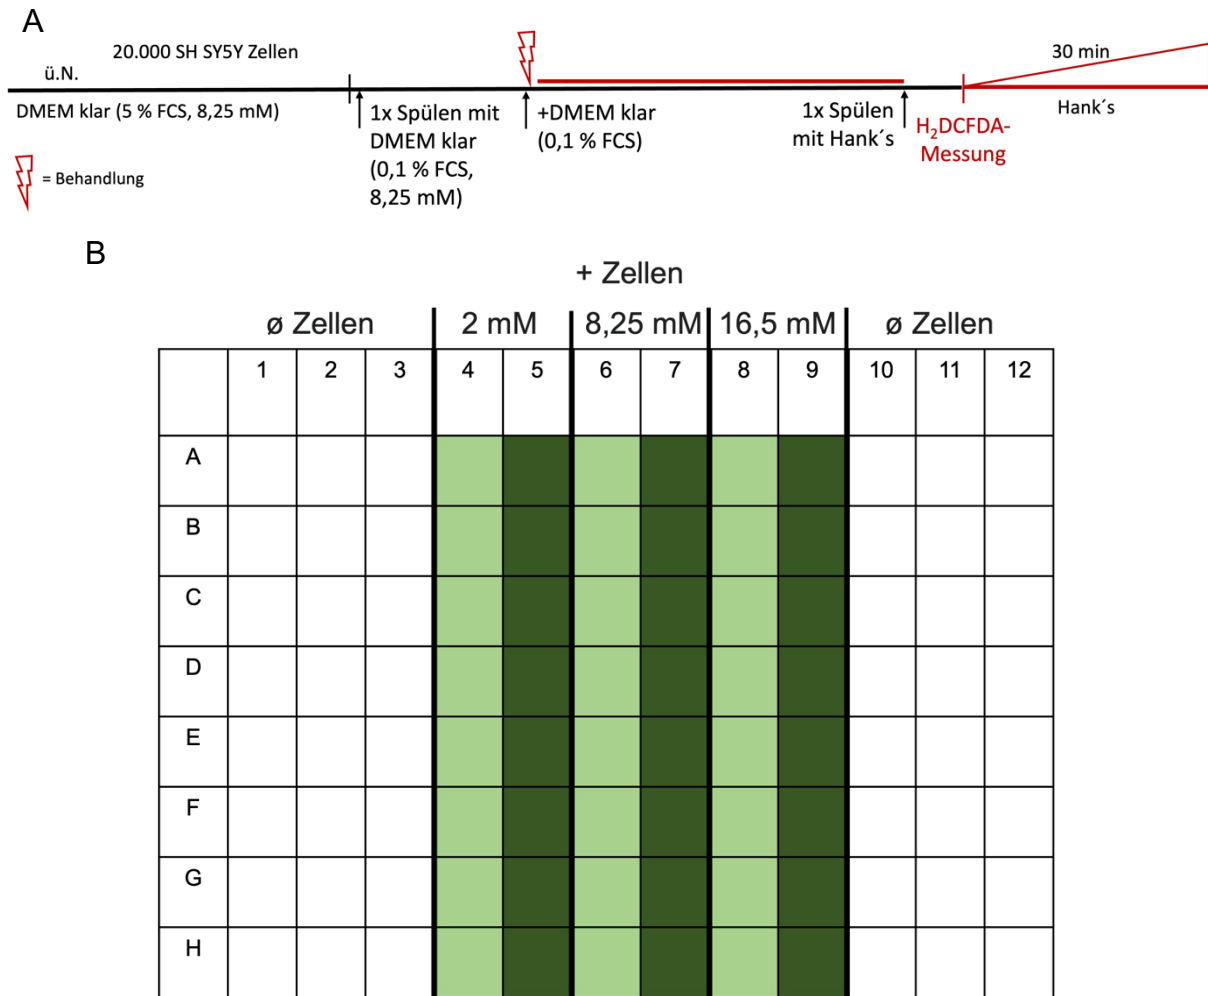 A
20.000 SH SY5Y Zellen
30 min
ü.N.
DMEM klar (5 % FCS, 8,25 mM)
1x Spülen mit
DMEM klar
(0,1 % FCS,
8,25 mM)
+DMEM klar
(0,1 % FCS)
1x Spülen
mit Hank´s
H₂DCFDA-
Messung
Hank´s
= Behandlung
B
+ Zellen
ø Zellen 2 mM 8,25 mM 16,5 mM ø Zellen
1 2 3 4 5 6 7 8 9 10 11 12
A
B
C
D
E
F
G
H